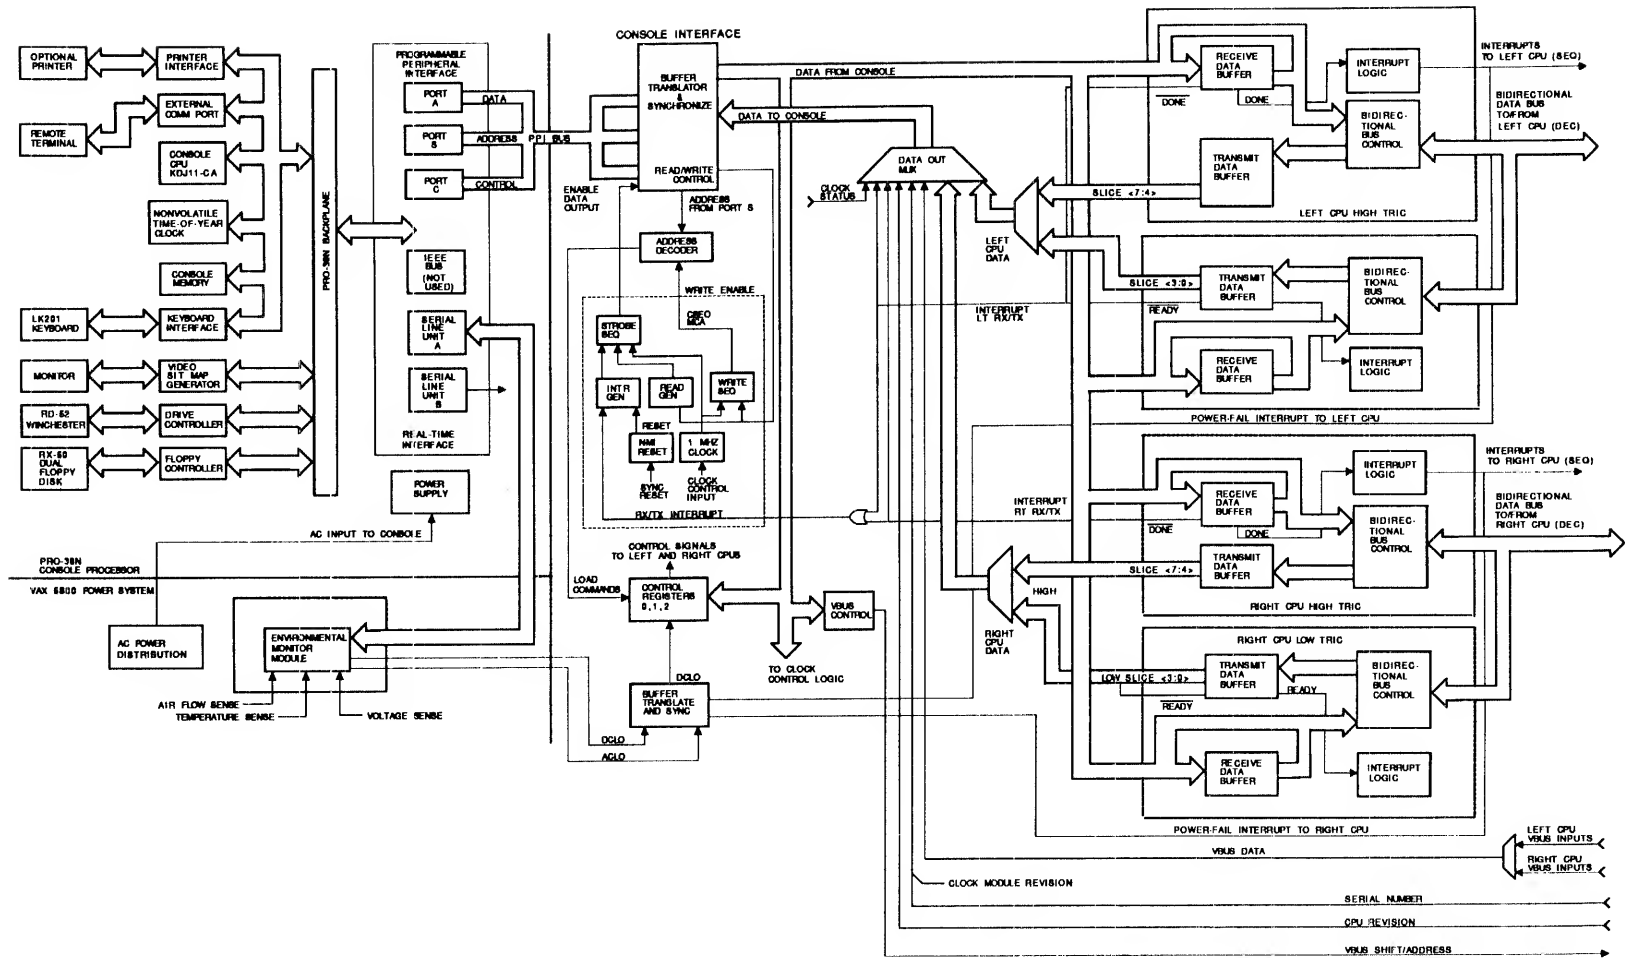 OPTIONAL
PRINTER
PRINTER
INTERFACE
REMOTE
TERMINAL
EXTERNAL
COMM PORT
CONSOLE
CPU
KDJ11-CA
NONVOLATILE
TIME-OF-YEAR
CLOCK
CONSOLE
MEMORY
LK201
KEYBOARD
KEYBOARD
INTERFACE
MONITOR
VIDEO
BIT MAP
GENERATOR
RD-52
WINCHESTER
DRIVE
CONTROLLER
RX-50
DUAL
FLOPPY
DISK
FLOPPY
CONTROLLER
PRO-38N BACKPLANE
PROGRAMMABLE
PERIPHERAL
INTERFACE
PORT
A
DATA
PORT
B
ADDRESS
PPI BUS
PORT
C
CONTROL
IEEE
BUS
(NOT
USED)
SERIAL
LINE
UNIT
A
SERIAL
LINE
UNIT
B
REAL-TIME
INTERFACE
POWER
SUPPLY
AC INPUT TO CONSOLE
PRO-38N
CONSOLE PROCESSOR
VAX 8800 POWER SYSTEM
AC POWER
DISTRIBUTION
ENVIRONMENTAL
MONITOR
MODULE
AIR FLOW SENSE
TEMPERATURE SENSE
VOLTAGE SENSE
CONSOLE INTERFACE
BUFFER
TRANSLATOR
&
SYNCHRONIZE
READ/WRITE
CONTROL
ENABLE
DATA
OUTPUT
ADDRESS
FROM PORT B
ADDRESS
DECODER
WRITE ENABLE
CBEO
MCA
STROBE
SEQ
INTR
GEN
READ
GEN
WRITE
SEQ
RESET
NMI
RESET
1 MHZ
CLOCK
SYNC
RESET
CLOCK
CONTROL
INPUT
RX/TX INTERRUPT
CONTROL SIGNALS
TO LEFT AND RIGHT CPUS
LOAD
COMMANDS
CONTROL
REGISTERS
0,1,2
VBUS
CONTROL
TO CLOCK
CONTROL LOGIC
DCLO
BUFFER
TRANSLATE
AND SYNC
DCLO
ACLO
DATA FROM CONSOLE
DATA TO CONSOLE
DATA OUT
MUX
CLOCK
STATUS
LEFT
CPU
DATA
INTERRUPT
LT RX/TX
INTERRUPT
RT RX/TX
HIGH
RIGHT
CPU
DATA
RECEIVE
DATA
BUFFER
INTERRUPT
LOGIC
DONE
DONE
BIDIREC-
TIONAL
BUS
CONTROL
TRANSMIT
DATA
BUFFER
SLICE <7:4>
LEFT CPU HIGH TRIC
INTERRUPTS
TO LEFT CPU (SEQ)
BIDIRECTIONAL
DATA BUS
TO/FROM
LEFT CPU (DEC)
TRANSMIT
DATA
BUFFER
BIDIREC-
TIONAL
BUS
CONTROL
SLICE <3:0>
READY
RECEIVE
DATA
BUFFER
INTERRUPT
LOGIC
POWER-FAIL INTERRUPT TO LEFT CPU
INTERRUPT
LOGIC
INTERRUPTS
TO RIGHT CPU (SEQ)
RECEIVE
DATA
BUFFER
DONE
DONE
BIDIREC-
TIONAL
BUS
CONTROL
BIDIRECTIONAL
DATA BUS
TO/FROM
RIGHT CPU (DEC)
TRANSMIT
DATA
BUFFER
SLICE <7:4>
RIGHT CPU HIGH TRIC
RIGHT CPU LOW TRIC
TRANSMIT
DATA
BUFFER
BIDIREC-
TIONAL
BUS
CONTROL
LOW SLICE <3:0>
READY
READY
RECEIVE
DATA
BUFFER
INTERRUPT
LOGIC
POWER-FAIL INTERRUPT TO RIGHT CPU
LEFT CPU
VBUS INPUTS
VBUS DATA
RIGHT CPU
VBUS INPUTS
CLOCK MODULE REVISION
SERIAL NUMBER
CPU REVISION
VBUS SHIFT/ADDRESS